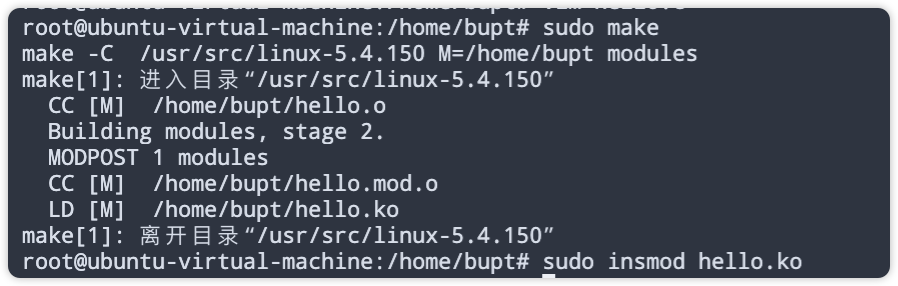 root@ubuntu-virtual-machine:/home/bupt# sudo make
make -C  /usr/src/linux-5.4.150 M=/home/bupt modules
make[1]: 进入目录“/usr/src/linux-5.4.150”
  CC [M]  /home/bupt/hello.o
  Building modules, stage 2.
  MODPOST 1 modules
  CC [M]  /home/bupt/hello.mod.o
  LD [M]  /home/bupt/hello.ko
make[1]: 离开目录“/usr/src/linux-5.4.150”
root@ubuntu-virtual-machine:/home/bupt# sudo insmod hello.ko